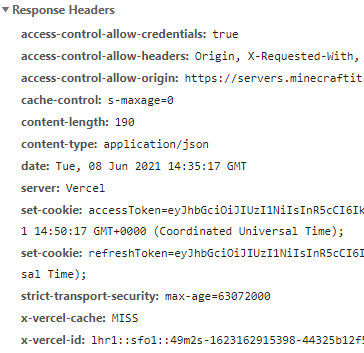 ▼ Response Headers
access-control-allow-credentials: true
access-control-allow-headers: Origin, X-Requested-With,
access-control-allow-origin: https://servers.minecraftit
cache-control: s-maxage=0
content-length: 190
content-type: application/json
date: Tue, 08 Jun 2021 14:35:17 GMT
server: Vercel
set-cookie: accessToken=eyJhbGciOiJIUzI1NiIsInR5cCI6Ik
1 14:50:17 GMT+0000 (Coordinated Universal Time);
set-cookie: refreshToken=eyJhbGciOiJIUzI1NiIsInR5cCI6I
sal Time);
strict-transport-security: max-age=63072000
x-vercel-cache: MISS
x-vercel-id: lhr1::sfo1::49m2s-1623162915398-44325b12f5